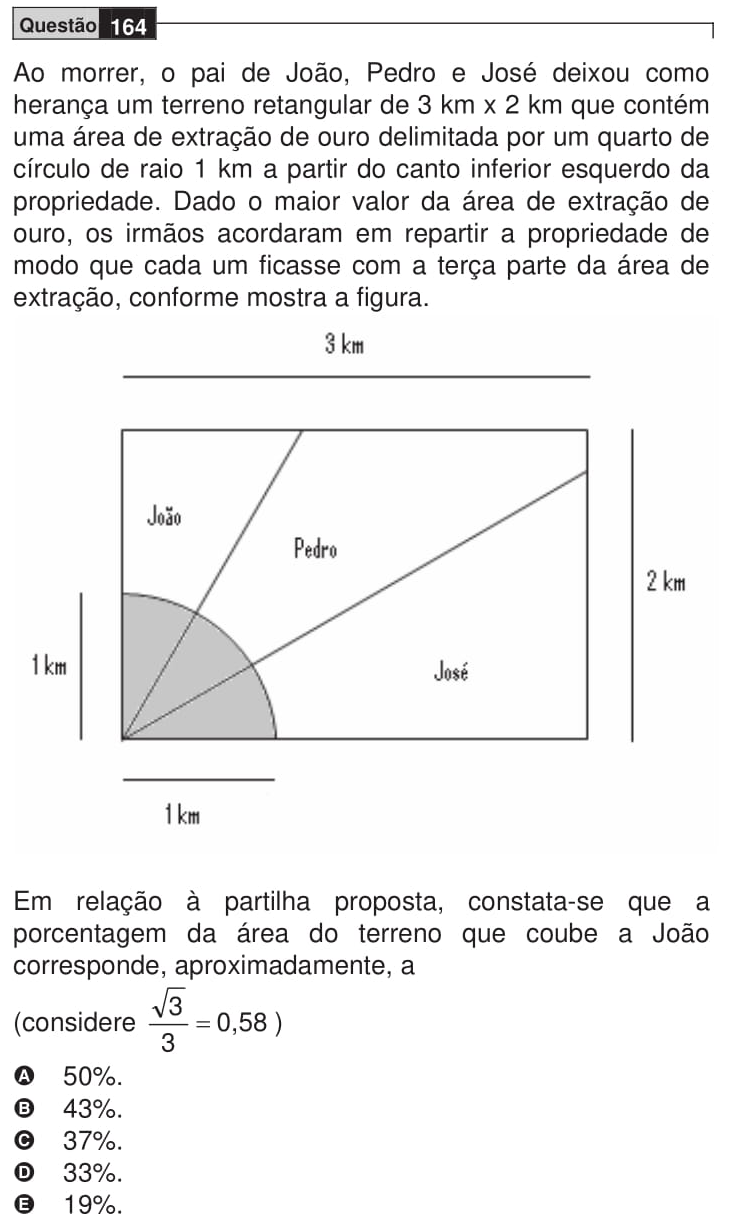 Questão 164
Ao morrer, o pai de João, Pedro e José deixou como
herança um terreno retangular de 3 km x 2 km que contém
uma área de extração de ouro delimitada por um quarto de
círculo de raio 1 km a partir do canto inferior esquerdo da
propriedade. Dado o maior valor da área de extração de
ouro, os irmãos acordaram em repartir a propriedade de
modo que cada um ficasse com a terça parte da área de
extração, conforme mostra a figura.
3 km
João
Pedro
2 km
1 km
José
1 km
Em relação à partilha proposta, constata-se que a
porcentagem da área do terreno que coube a João
corresponde, aproximadamente, a
(considere √3/3 = 0,58 )
A 50%.
B 43%.
C 37%.
D 33%.
E 19%.